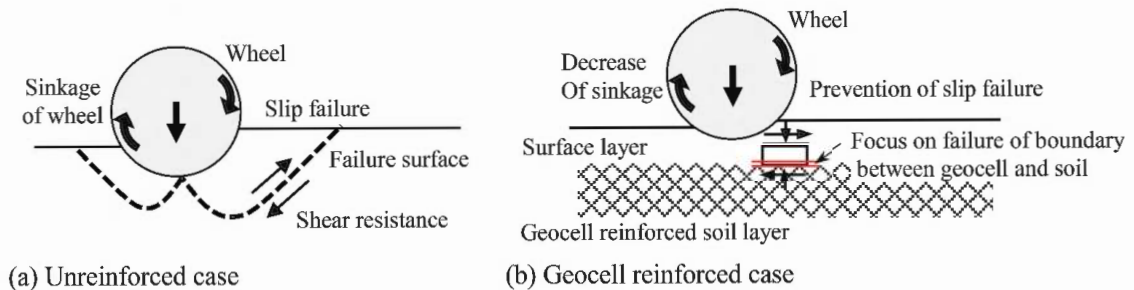 Wheel
Sinkage
of wheel
Slip failure
Failure surface
Shear resistance
(a) Unreinforced case
Wheel
Decrease
Of sinkage
Prevention of slip failure
Surface layer
Focus on failure of boundary
between geocell and soil
Geocell reinforced soil layer
(b) Geocell reinforced case